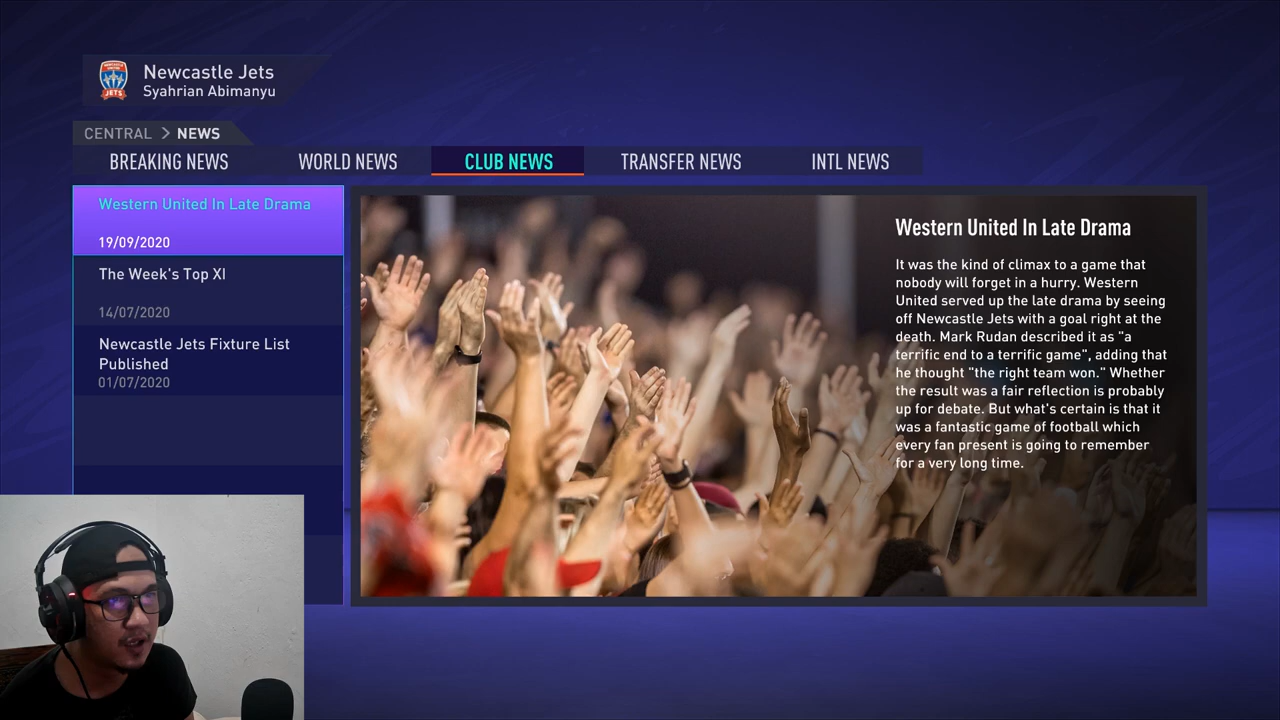 Newcastle Jets
Syahrian Abimanyu
CENTRAL > NEWS
BREAKING NEWS
WORLD NEWS
CLUB NEWS
TRANSFER NEWS
INTL NEWS
Western United In Late Drama
19/09/2020
The Week's Top XI
14/07/2020
Newcastle Jets Fixture List
Published
01/07/2020
Western United In Late Drama
It was the kind of climax to a game that
nobody will forget in a hurry. Western
United served up the late drama by seeing
off Newcastle Jets with a goal right at the
death. Mark Rudan described it as "a
terrific end to a terrific game", adding that
he thought "the right team won." Whether
the result was a fair reflection is probably
up for debate. But what's certain is that it
was a fantastic game of football which
every fan present is going to remember
for a very long time.